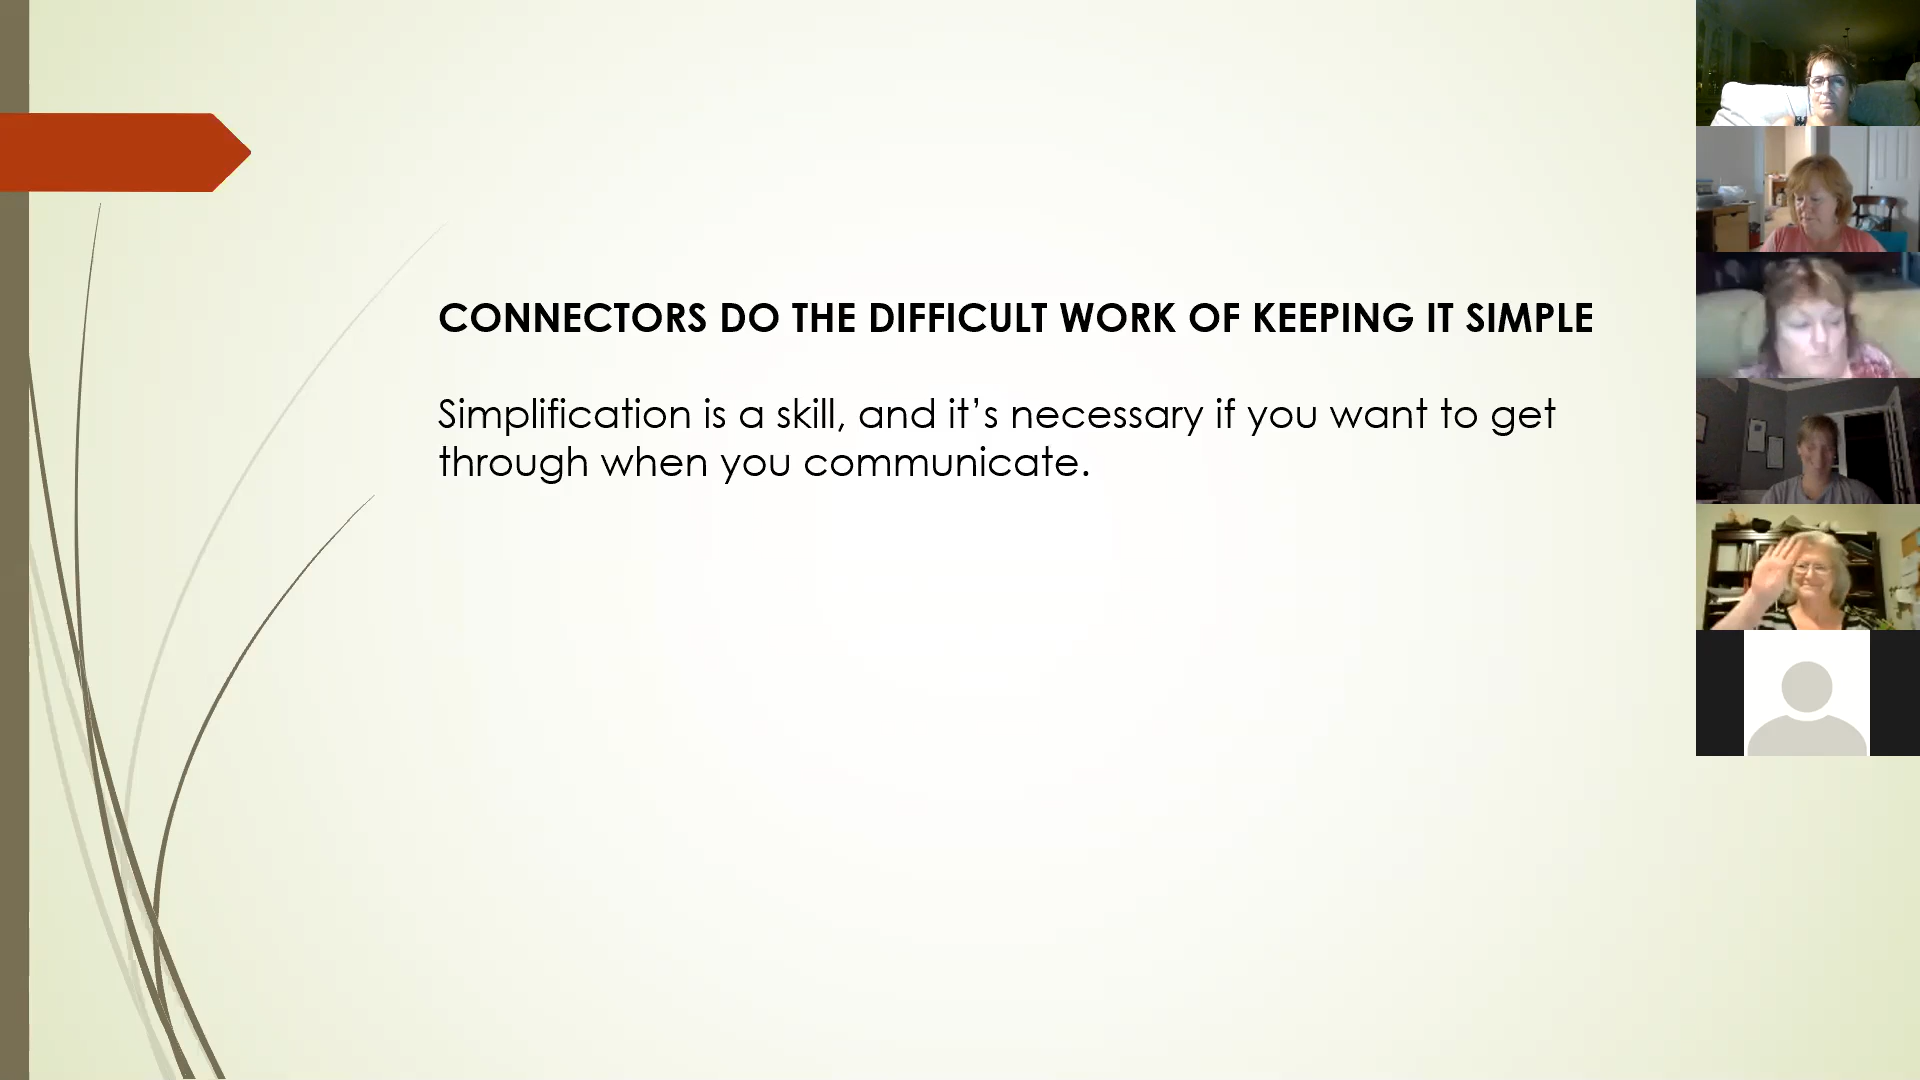 CONNECTORS DO THE DIFFICULT WORK OF KEEPING IT SIMPLE
Simplification is a skill, and it’s necessary if you want to get
through when you communicate.